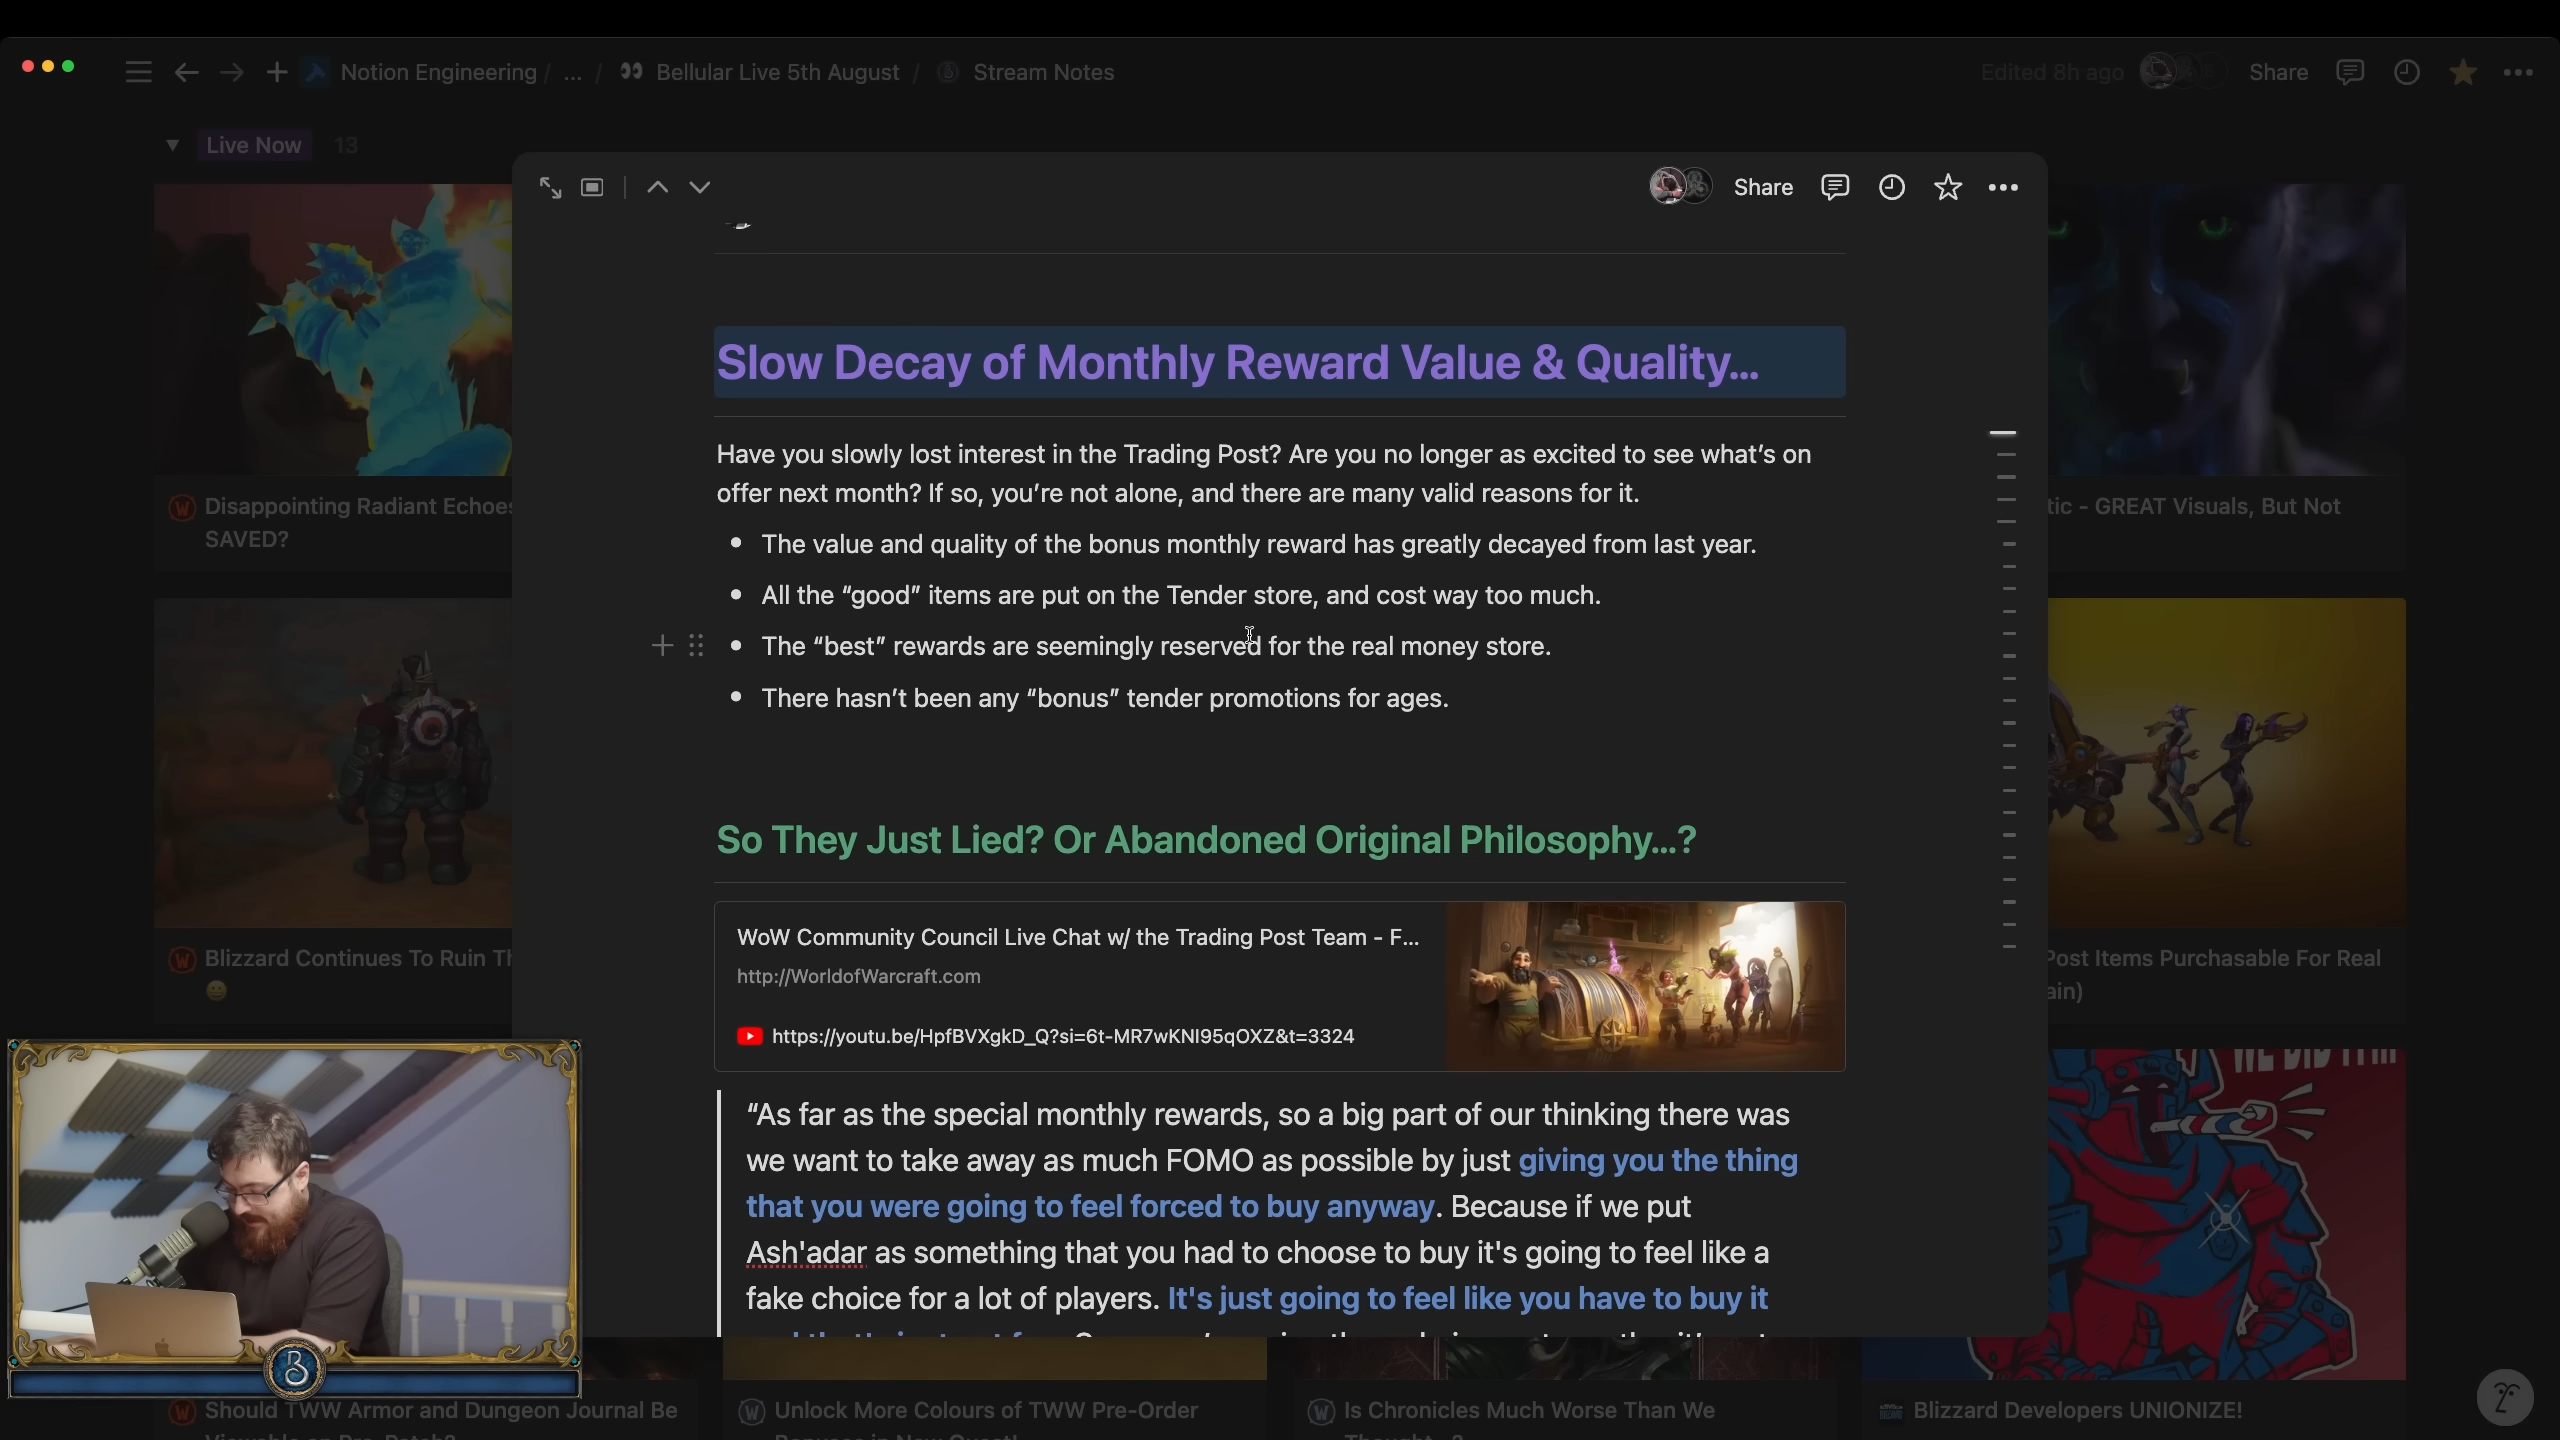 Notion Engineering / ... / 👀 Bellular Live 5th August / Stream Notes
Edited 8h ago
Share
Live Now 13
Share
Disappointing Radiant Echoes
SAVED?
tic - GREAT Visuals, But Not
Slow Decay of Monthly Reward Value & Quality…
Have you slowly lost interest in the Trading Post? Are you no longer as excited to see what’s on
offer next month? If so, you’re not alone, and there are many valid reasons for it.
• The value and quality of the bonus monthly reward has greatly decayed from last year.
• All the “good” items are put on the Tender store, and cost way too much.
• The “best” rewards are seemingly reserved for the real money store.
• There hasn’t been any “bonus” tender promotions for ages.
So They Just Lied? Or Abandoned Original Philosophy…?
WoW Community Council Live Chat w/ the Trading Post Team - F...
http://WorldofWarcraft.com
https://youtu.be/HpfBVXgkD_Q?si=6t-MR7wKNI95qOXZ&t=3324
Blizzard Continues To Ruin Th
Post Items Purchasable For Real
ain)
“As far as the special monthly rewards, so a big part of our thinking there was
we want to take away as much FOMO as possible by just giving you the thing
that you were going to feel forced to buy anyway. Because if we put
Ash'adar as something that you had to choose to buy it's going to feel like a
fake choice for a lot of players. It's just going to feel like you have to buy it
B
Should TWW Armor and Dungeon Journal Be
Unlock More Colours of TWW Pre-Order
Is Chronicles Much Worse Than We
Blizzard Developers UNIONIZE!